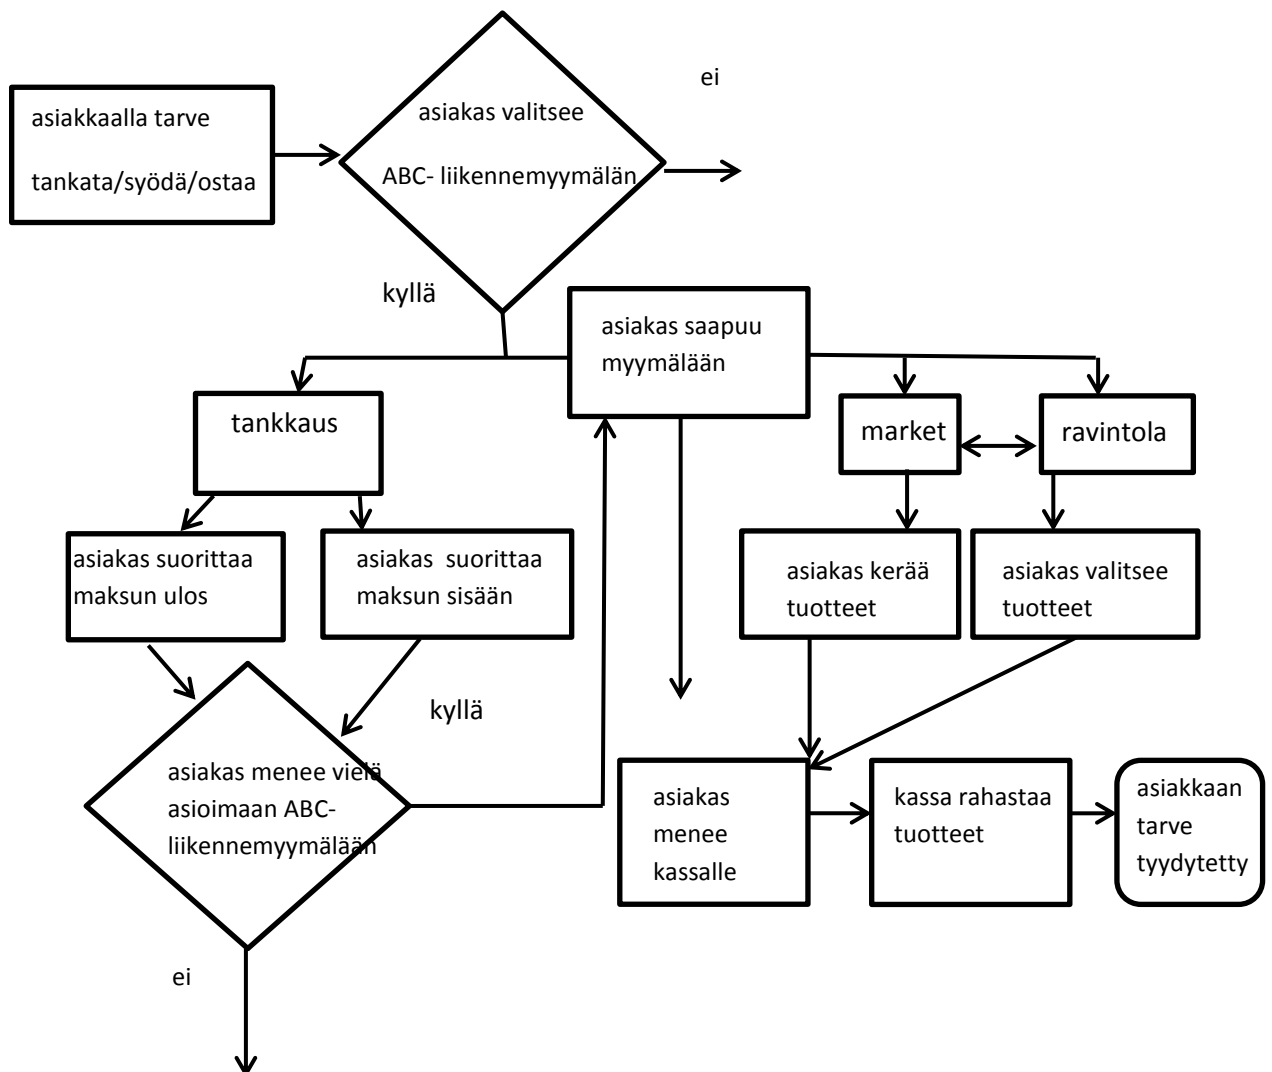 asiakkaalla tarve
tankata/syödä/ostaa
asiakas valitsee
ABC- liikennemyymälän
ei
kyllä
asiakas saapuu
myymälään
tankkaus
market
ravintola
asiakas suorittaa
maksun ulos
asiakas  suorittaa
maksun sisään
asiakas kerää
tuotteet
asiakas valitsee
tuotteet
kyllä
asiakas menee vielä
asioimaan ABC-
liikennemyymälään
asiakas
menee
kassalle
kassa rahastaa
tuotteet
asiakkaan
tarve
tyydytetty
ei